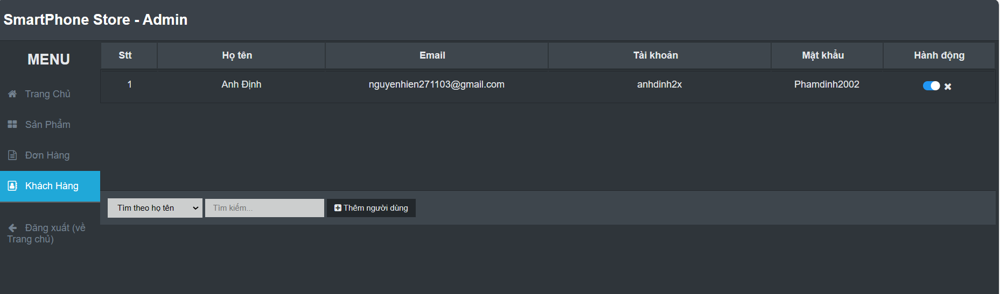 SmartPhone Store - Admin
MENU
Trang Chủ
Sản Phẩm
Đơn Hàng
Khách Hàng
Đăng xuất (về
Trang chủ)
Stt Họ tên Email Tài khoản Mật khẩu Hành động
1 Anh Định nguyenhien271103@gmail.com anhdinh2x Phamdinh2002
Tìm theo họ tên Tìm kiếm... Thêm người dùng